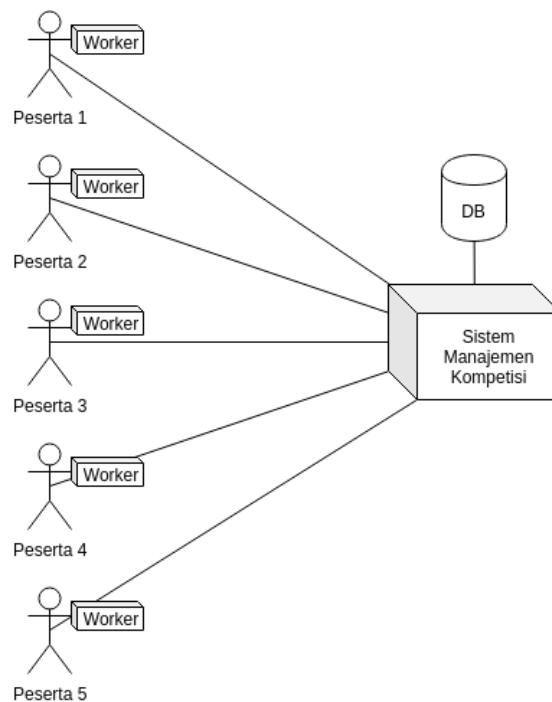 Worker
Peserta 1
Worker
Peserta 2
DB
Worker
Peserta 3
Sistem
Manajemen
Kompetisi
Worker
Peserta 4
Worker
Peserta 5